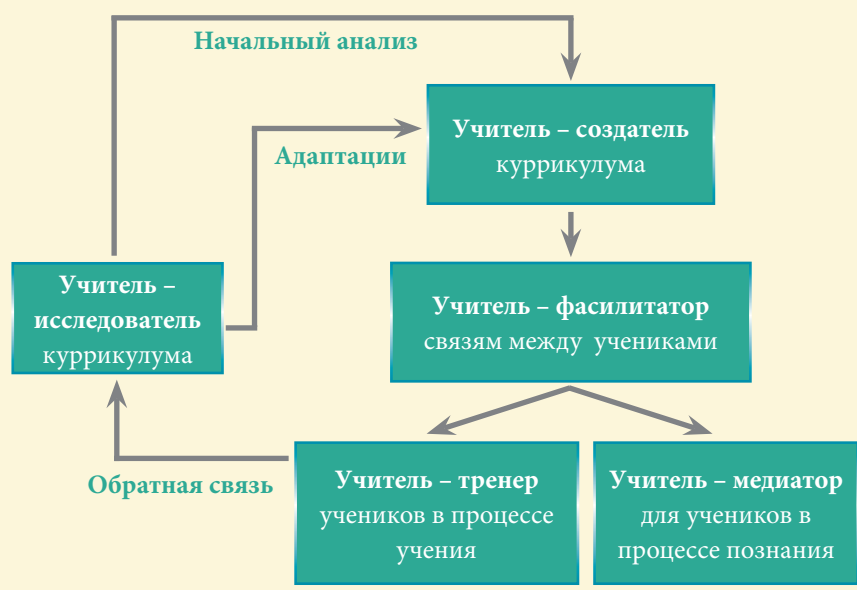 Начальный анализ
Учитель – создатель
куррикулума
Адаптации
Учитель –
исследователь
куррикулума
Учитель – фасилитатор
связям между учениками
Обратная связь
Учитель – тренер
учеников в процессе
учения
Учитель – медиатор
для учеников в
процессе познания